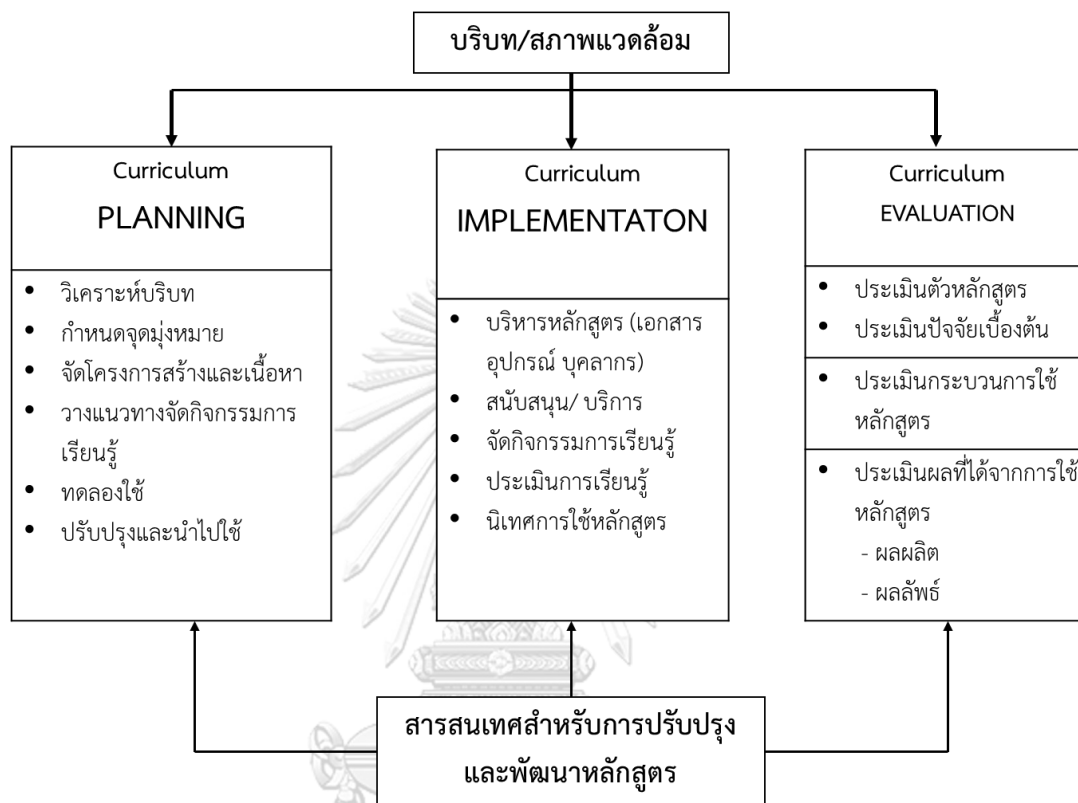 บริบท/สภาพแวดล้อม
Curriculum
PLANNING
• วิเคราะห์บริบท
• กำหนดจุดมุ่งหมาย
• จัดโครงการสร้างและเนื้อหา
• วางแนวทางจัดกิจกรรมการ
เรียนรู้
• ทดลองใช้
• ปรับปรุงและนำไปใช้
Curriculum
IMPLEMENTATON
• บริหารหลักสูตร (เอกสาร
อุปกรณ์ บุคลากร)
• สนับสนุน/ บริการ
• จัดกิจกรรมการเรียนรู้
• ประเมินการเรียนรู้
• นิเทศการใช้หลักสูตร
Curriculum
EVALUATION
• ประเมินตัวหลักสูตร
• ประเมินปัจจัยเบื้องต้น
• ประเมินกระบวนการใช้
หลักสูตร
• ประเมินผลที่ได้จากการใช้
หลักสูตร
- ผลผลิต
- ผลลัพธ์
สารสนเทศสำหรับการปรับปรุง
และพัฒนาหลักสูตร